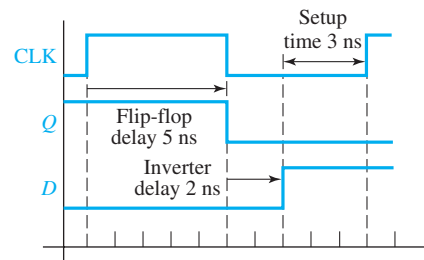 Setup
time 3 ns
CLK
Flip-flop
delay 5 ns
Q
Inverter
delay 2 ns
D